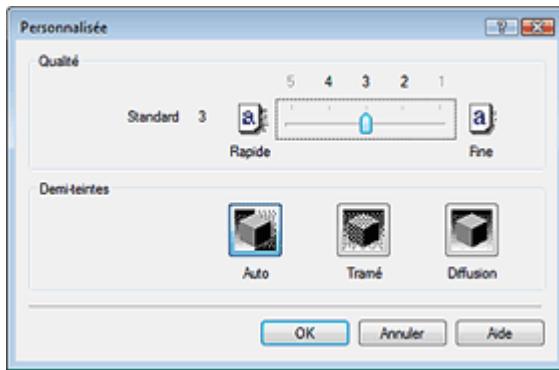 Personnalisée
Qualité
5 4 3 2 1
Standard 3
Rapide Fine
Demi-teintes
Auto Tramé Diffusion
OK Annuler Aide